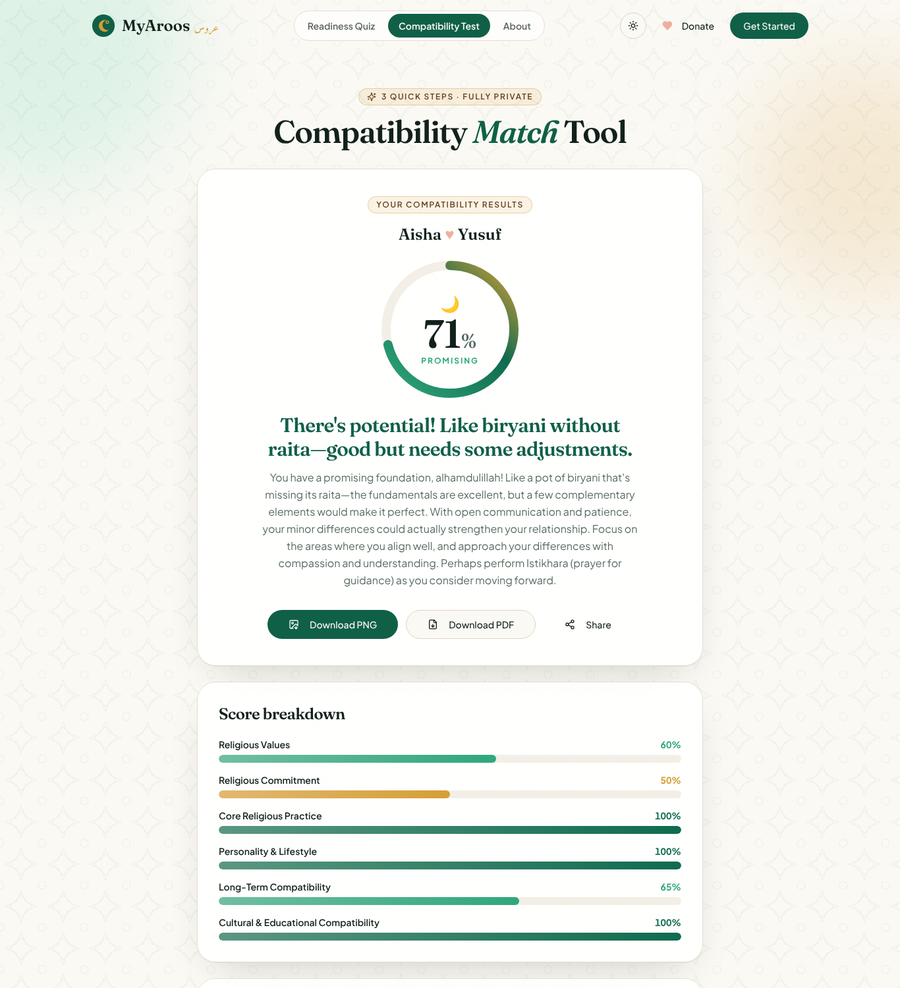 MyAroos عروس
Readiness Quiz
Compatibility Test
About
Donate
Get Started
3 QUICK STEPS · FULLY PRIVATE
Compatibility Match Tool
YOUR COMPATIBILITY RESULTS
Aisha ♥ Yusuf
71%
PROMISING
There's potential! Like biryani without
raita—good but needs some adjustments.
You have a promising foundation, alhamdulillah! Like a pot of biryani that's
missing its raita—the fundamentals are excellent, but a few complementary
elements would make it perfect. With open communication and patience,
your minor differences could actually strengthen your relationship. Focus on
the areas where you align well, and approach your differences with
compassion and understanding. Perhaps perform Istikhara (prayer for
guidance) as you consider moving forward.
Download PNG
Download PDF
Share
Score breakdown
Religious Values 60%
Religious Commitment 50%
Core Religious Practice 100%
Personality & Lifestyle 100%
Long-Term Compatibility 65%
Cultural & Educational Compatibility 100%